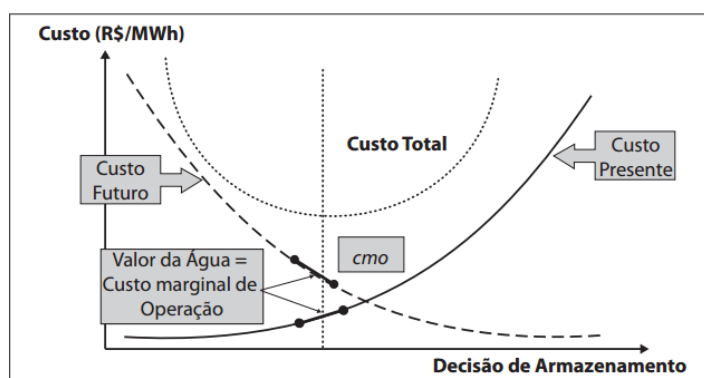 Custo (R$/MWh)
Custo Total
Custo
Presente
Custo
Futuro
Valor da Água =
Custo marginal de
Operação
cmo
Decisão de Armazenamento